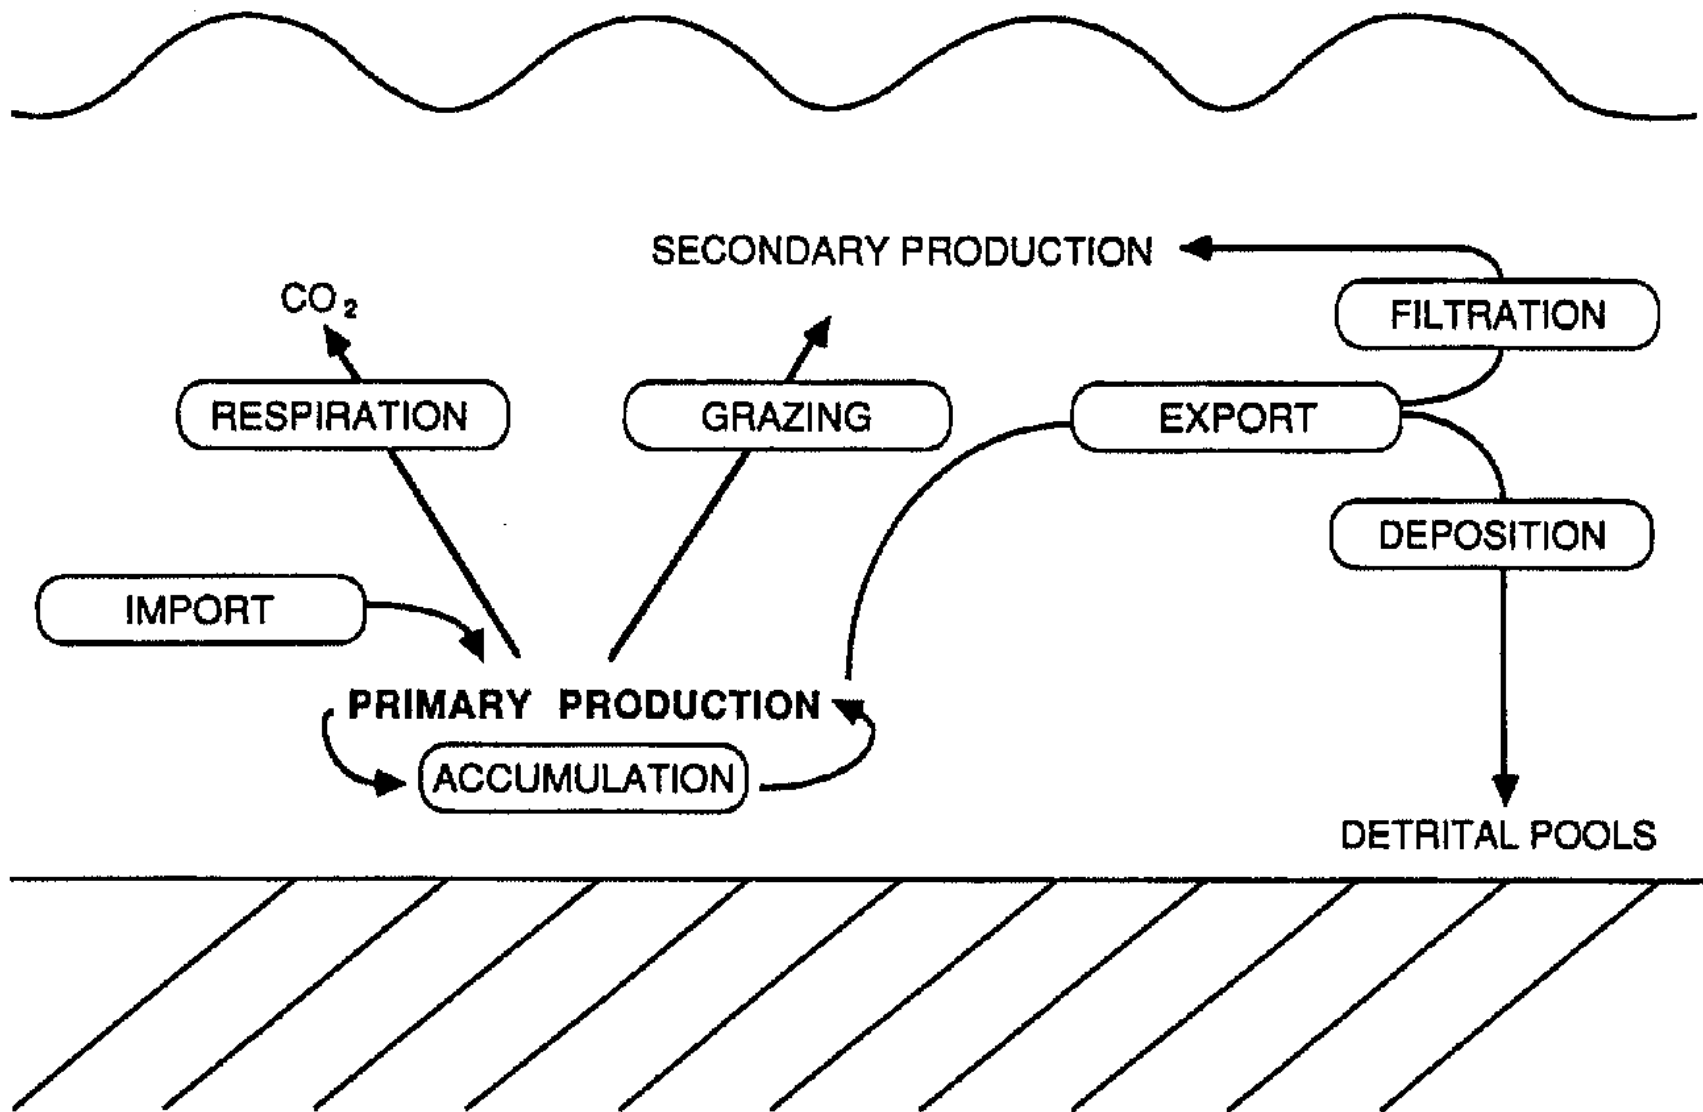 SECONDARY PRODUCTION
CO2
FILTRATION
RESPIRATION
GRAZING
EXPORT
DEPOSITION
IMPORT
PRIMARY PRODUCTION
ACCUMULATION
DETRITAL POOLS